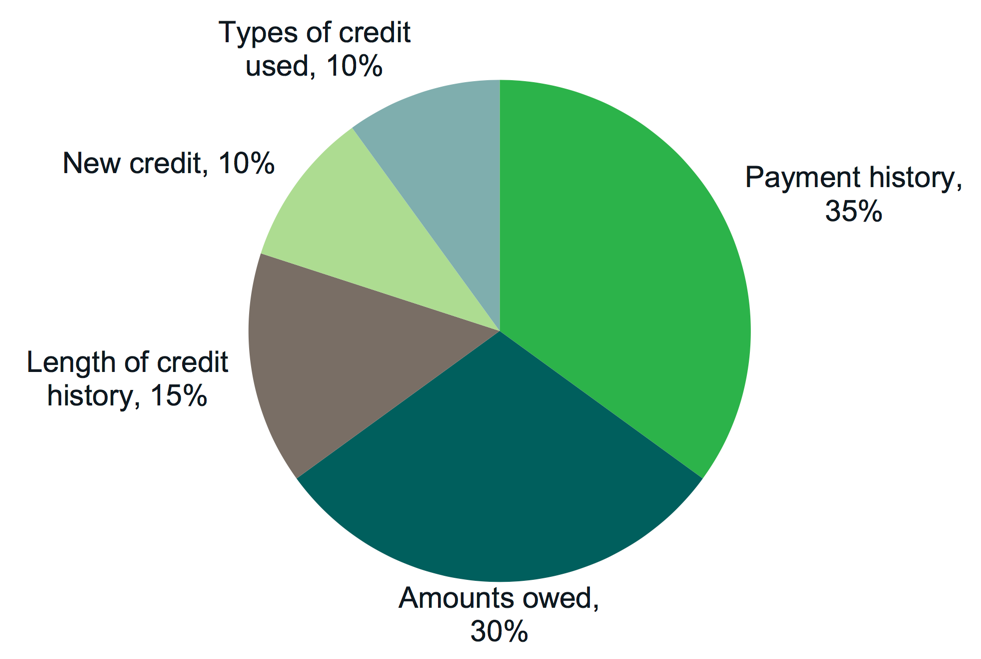 Types of credit
used, 10%
New credit, 10%
Payment history,
35%
Length of credit
history, 15%
Amounts owed,
30%